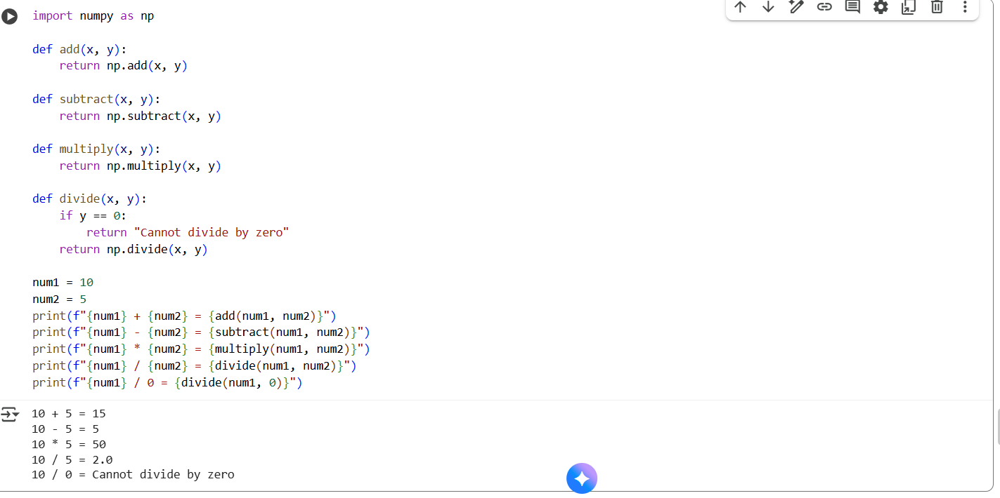 import numpy as np
def add(x, y):
    return np.add(x, y)
def subtract(x, y):
    return np.subtract(x, y)
def multiply(x, y):
    return np.multiply(x, y)
def divide(x, y):
    if y == 0:
        return "Cannot divide by zero"
    return np.divide(x, y)
num1 = 10
num2 = 5
print(f"{num1} + {num2} = {add(num1, num2)}")
print(f"{num1} - {num2} = {subtract(num1, num2)}")
print(f"{num1} * {num2} = {multiply(num1, num2)}")
print(f"{num1} / {num2} = {divide(num1, num2)}")
print(f"{num1} / 0 = {divide(num1, 0)}")
10 + 5 = 15
10 - 5 = 5
10 * 5 = 50
10 / 5 = 2.0
10 / 0 = Cannot divide by zero